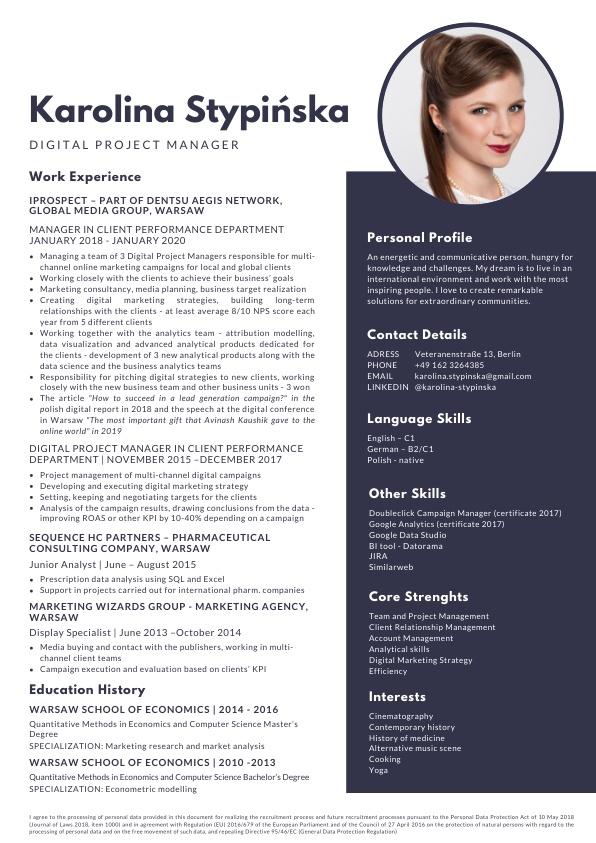 Karolina Stypińska
DIGITAL PROJECT MANAGER
Work Experience
IPROSPECT – PART OF DENTSU AEGIS NETWORK,
GLOBAL MEDIA GROUP, WARSAW
MANAGER IN CLIENT PERFORMANCE DEPARTMENT
JANUARY 2018 - JANUARY 2020
• Managing a team of 3 Digital Project Managers responsible for multi-
channel online marketing campaigns for local and global clients
• Working closely with the clients to achieve their business' goals
• Marketing consultancy, media planning, business target realization
• Creating digital marketing strategies, building long-term
relationships with the clients - at least average 8/10 NPS score each
year from 5 different clients
• Working together with the analytics team - attribution modelling,
data visualization and advanced analytical products dedicated for
the clients - development of 3 new analytical products along with the
data science and the business analytics teams
• Responsibility for pitching digital strategies to new clients, working
closely with the new business team and other business units - 3 won
• The article "How to succeed in a lead generation campaign?" in the
polish digital report in 2018 and the speech at the digital conference
in Warsaw "The most important gift that Avinash Kaushik gave to the
online world" in 2019
DIGITAL PROJECT MANAGER IN CLIENT PERFORMANCE
DEPARTMENT | NOVEMBER 2015 –DECEMBER 2017
• Project management of multi-channel digital campaigns
• Developing and executing digital marketing strategy
• Setting, keeping and negotiating targets for the clients
• Analysis of the campaign results, drawing conclusions from the data -
improving ROAS or other KPI by 10-40% depending on a campaign
SEQUENCE HC PARTNERS – PHARMACEUTICAL
CONSULTING COMPANY, WARSAW
Junior Analyst | June – August 2015
• Prescription data analysis using SQL and Excel
• Support in projects carried out for international pharm. companies
MARKETING WIZARDS GROUP - MARKETING AGENCY,
WARSAW
Display Specialist | June 2013 –October 2014
• Media buying and contact with the publishers, working in multi-
channel client teams
• Campaign execution and evaluation based on clients' KPI
Education History
WARSAW SCHOOL OF ECONOMICS | 2014 - 2016
Quantitative Methods in Economics and Computer Science Master's
Degree
SPECIALIZATION: Marketing research and market analysis
WARSAW SCHOOL OF ECONOMICS | 2010 -2013
Quantitative Methods in Economics and Computer Science Bachelor's Degree
SPECIALIZATION: Econometric modelling
Personal Profile
An energetic and communicative person, hungry for
knowledge and challenges. My dream is to live in an
international environment and work with the most
inspiring people. I love to create remarkable
solutions for extraordinary communities.
Contact Details
ADRESS Veteranenstraße 13, Berlin
PHONE +49 162 3264385
EMAIL karolina.stypinska@gmail.com
LINKEDIN @karolina-stypinska
Language Skills
English – C1
German – B2/C1
Polish - native
Other Skills
Doubleclick Campaign Manager (certificate 2017)
Google Analytics (certificate 2017)
Google Data Studio
BI tool - Datorama
JIRA
Similarweb
Core Strenghts
Team and Project Management
Client Relationship Management
Account Management
Analytical skills
Digital Marketing Strategy
Efficiency
Interests
Cinematography
Contemporary history
History of medicine
Alternative music scene
Cooking
Yoga
I agree to the processing of personal data provided in this document for realizing the recruitment process and future recruitment processes pursuant to the Personal Data Protection Act of 10 May 2018
(Journal of Laws 2018, item 1000) and in agreement with Regulation (EU) 2016/679 of the European Parliament and of the Council of 27 April 2016 on the protection of natural persons with regard to the
processing of personal data and on the free movement of such data, and repealing Directive 95/46/EC (General Data Protection Regulation)